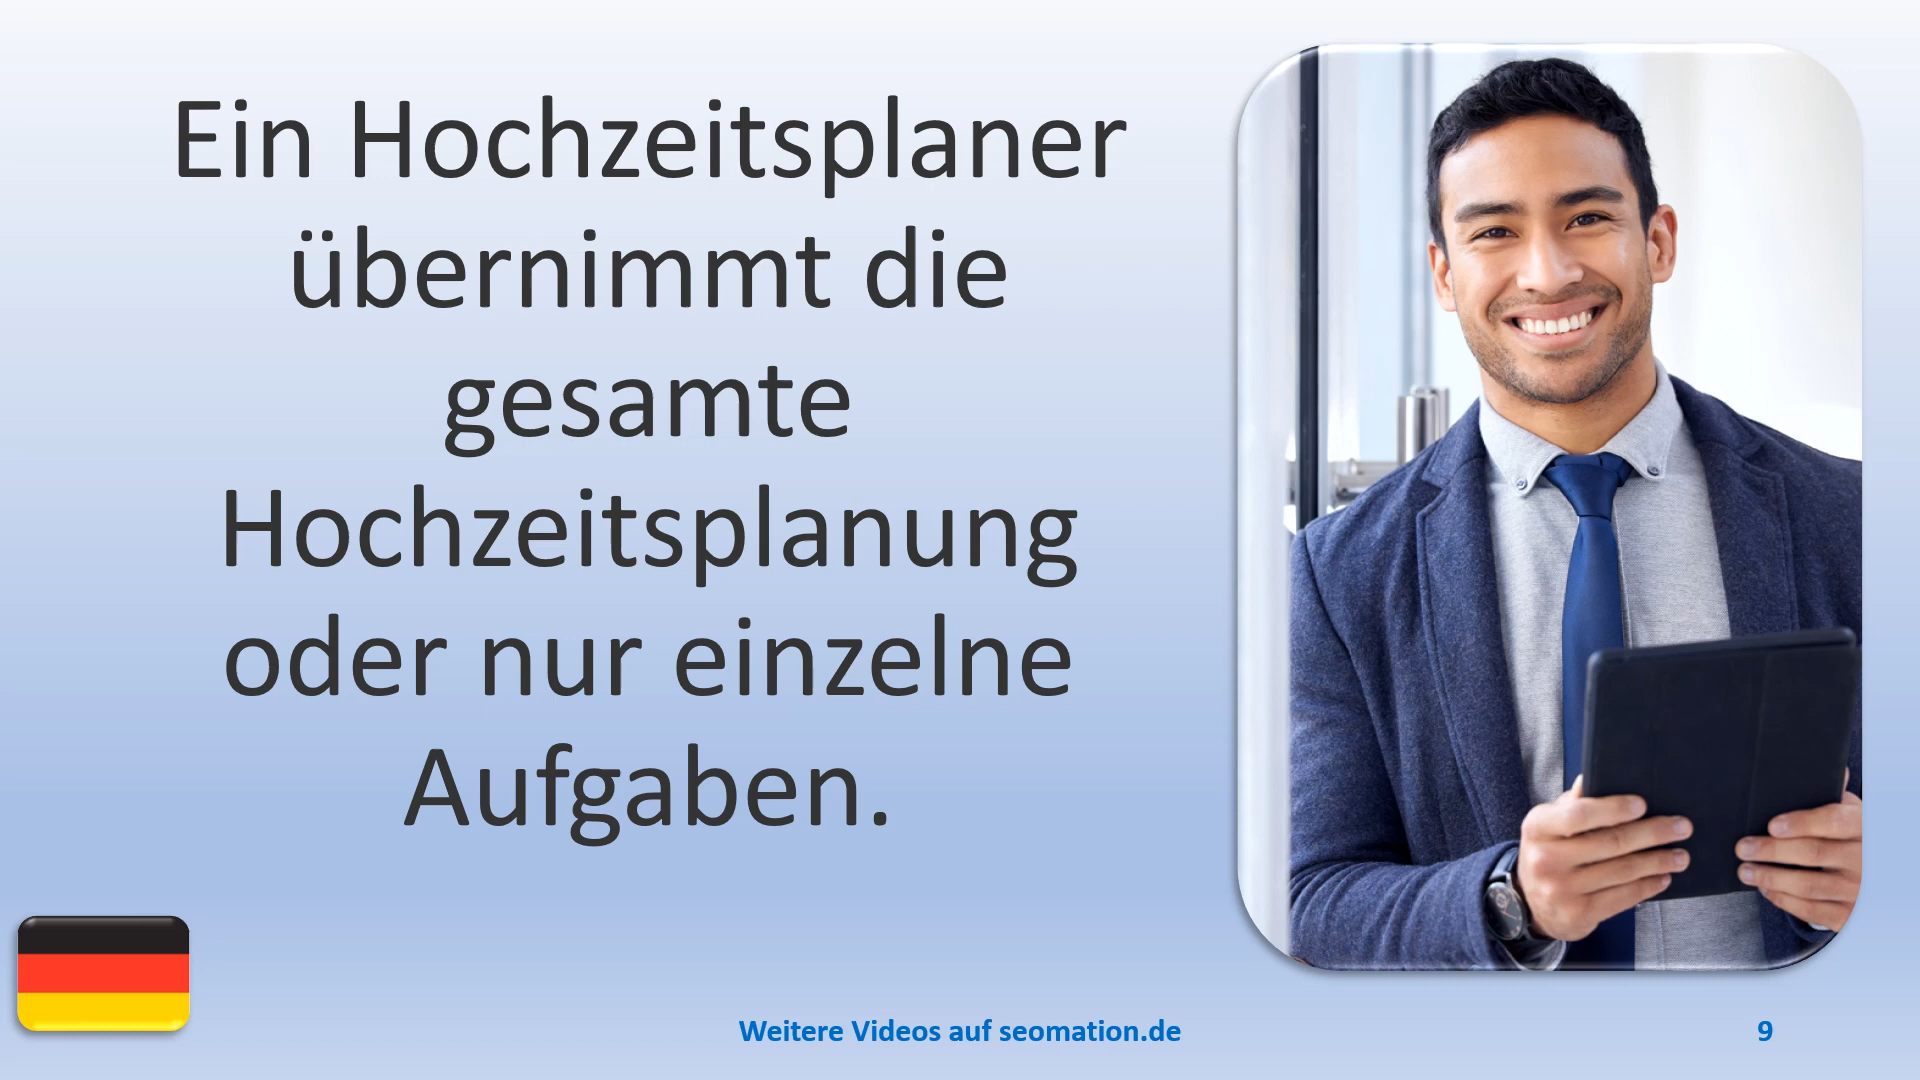 Ein Hochzeitsplaner
übernimmt die
gesamte
Hochzeitsplanung
oder nur einzelne
Aufgaben.
Weitere Videos auf seomation.de
9